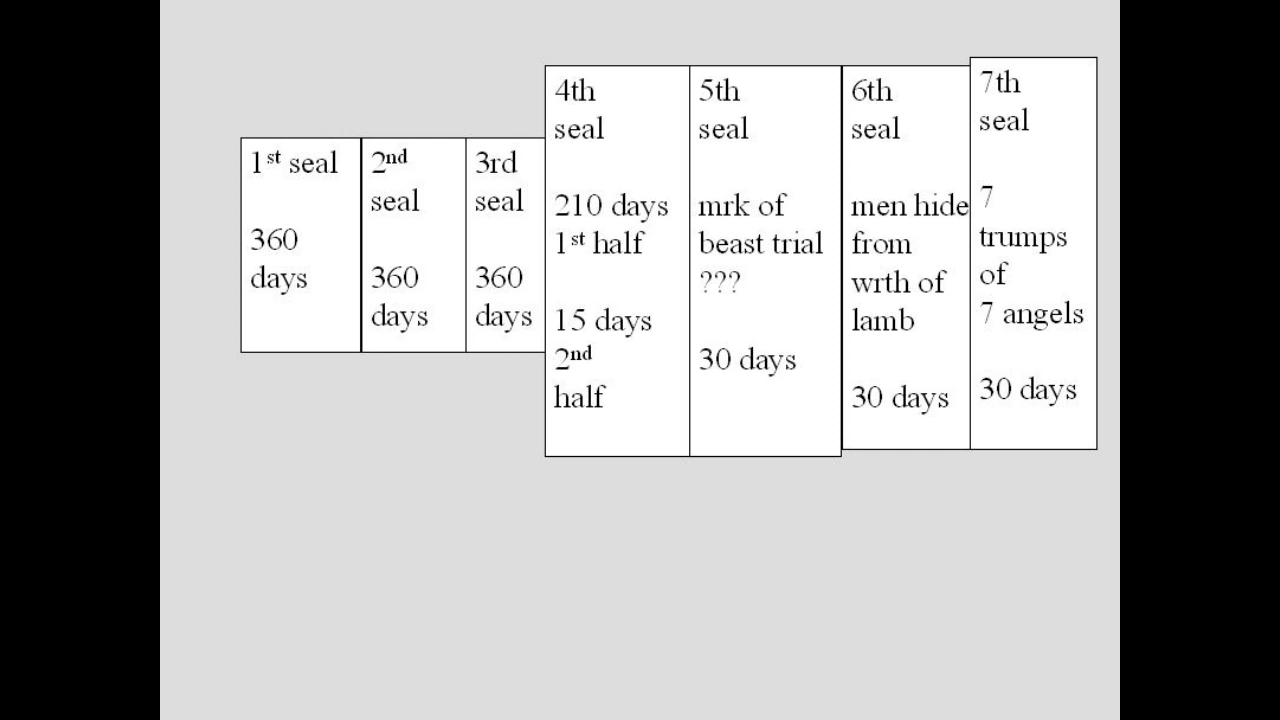 1st seal
360
days
2nd
seal
360
days
3rd
seal
360
days
4th
seal
210 days
1st half
15 days
2nd
half
5th
seal
mrk of
beast trial
???
30 days
6th
seal
men hide
from
wrth of
lamb
30 days
7th
seal
7
trumps
of
7 angels
30 days